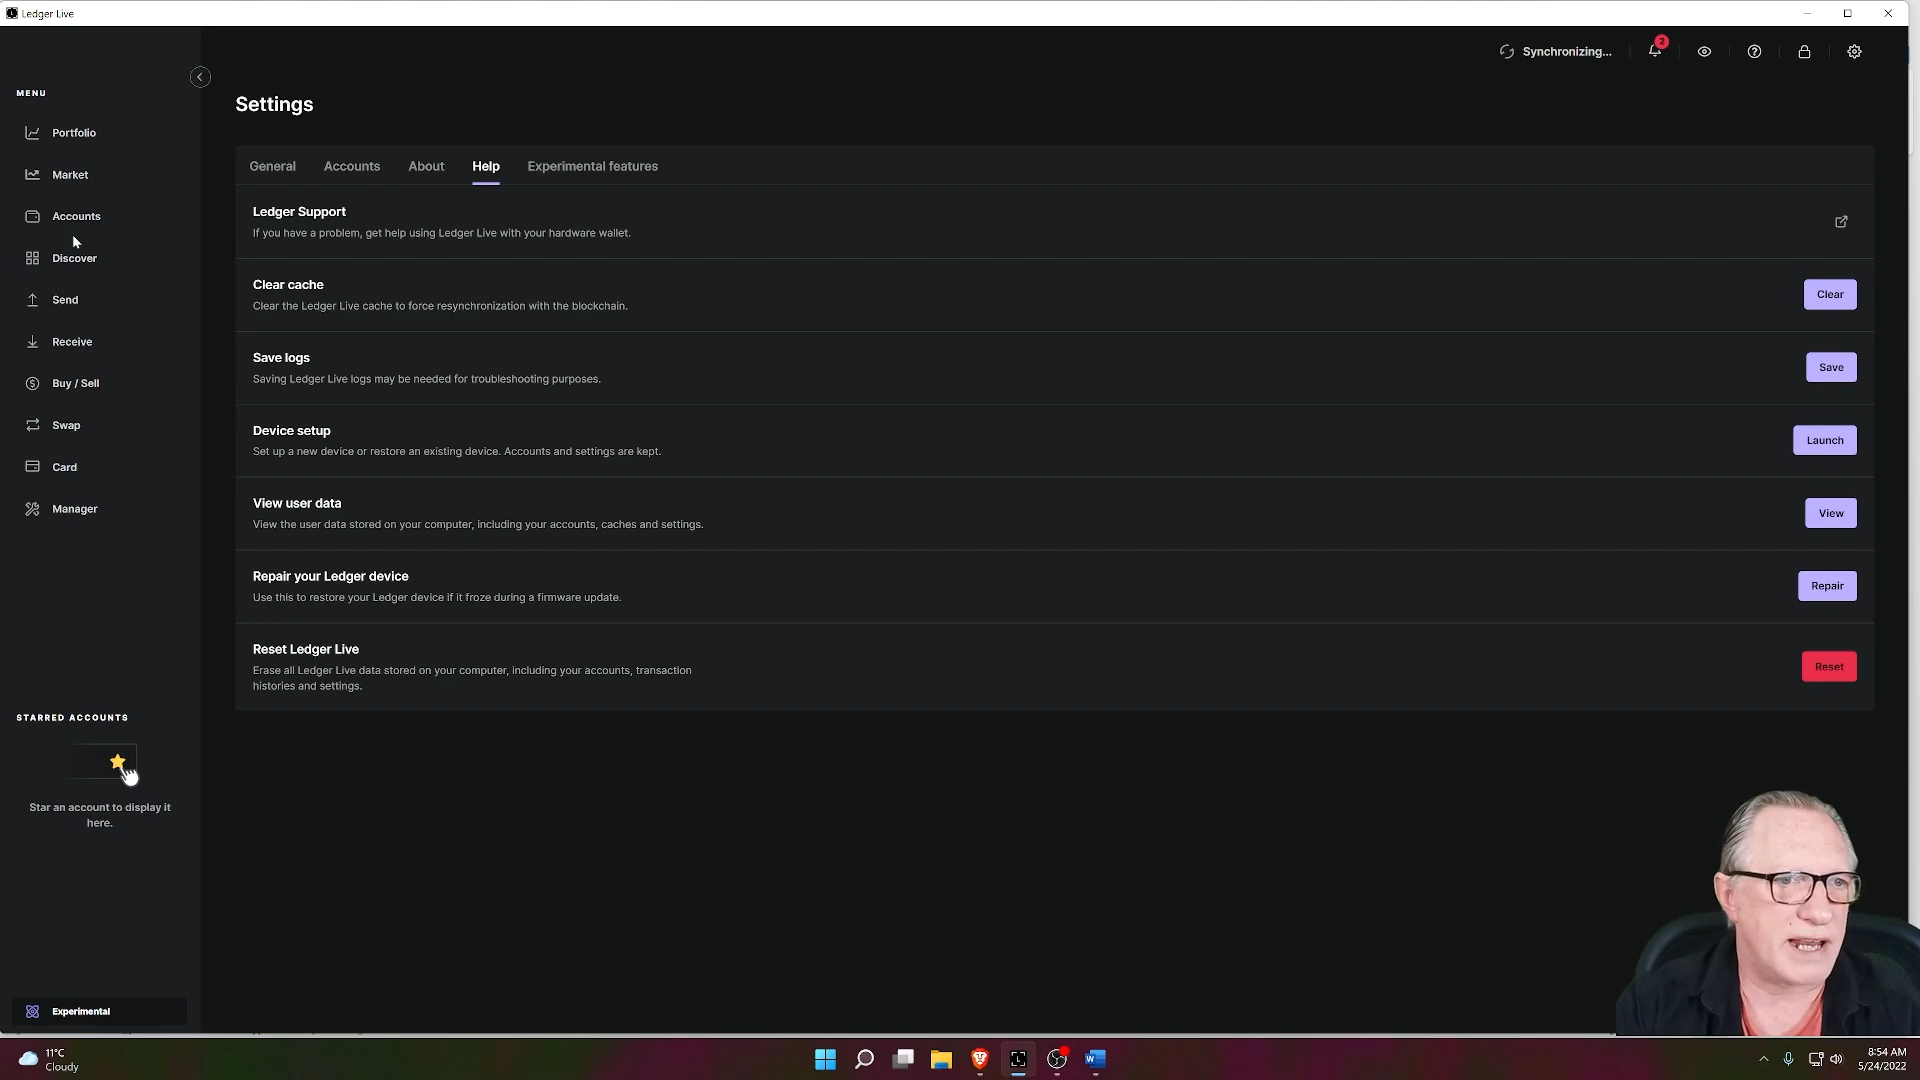 Ledger Live
Synchronizing...
2
MENU
Settings
Portfolio
Market
Accounts
Discover
Send
Receive
Buy / Sell
Swap
Card
Manager
General
Accounts
About
Help
Experimental features
Ledger Support
If you have a problem, get help using Ledger Live with your hardware wallet.
Clear cache
Clear the Ledger Live cache to force resynchronization with the blockchain.
Clear
Save logs
Saving Ledger Live logs may be needed for troubleshooting purposes.
Save
Device setup
Set up a new device or restore an existing device. Accounts and settings are kept.
Launch
View user data
View the user data stored on your computer, including your accounts, caches and settings.
View
Repair your Ledger device
Use this to restore your Ledger device if it froze during a firmware update.
Repair
Reset Ledger Live
Erase all Ledger Live data stored on your computer, including your accounts, transaction
histories and settings.
Reset
STARRED ACCOUNTS
Star an account to display it
here.
Experimental
11°C
Cloudy
8:54 AM
5/24/2022